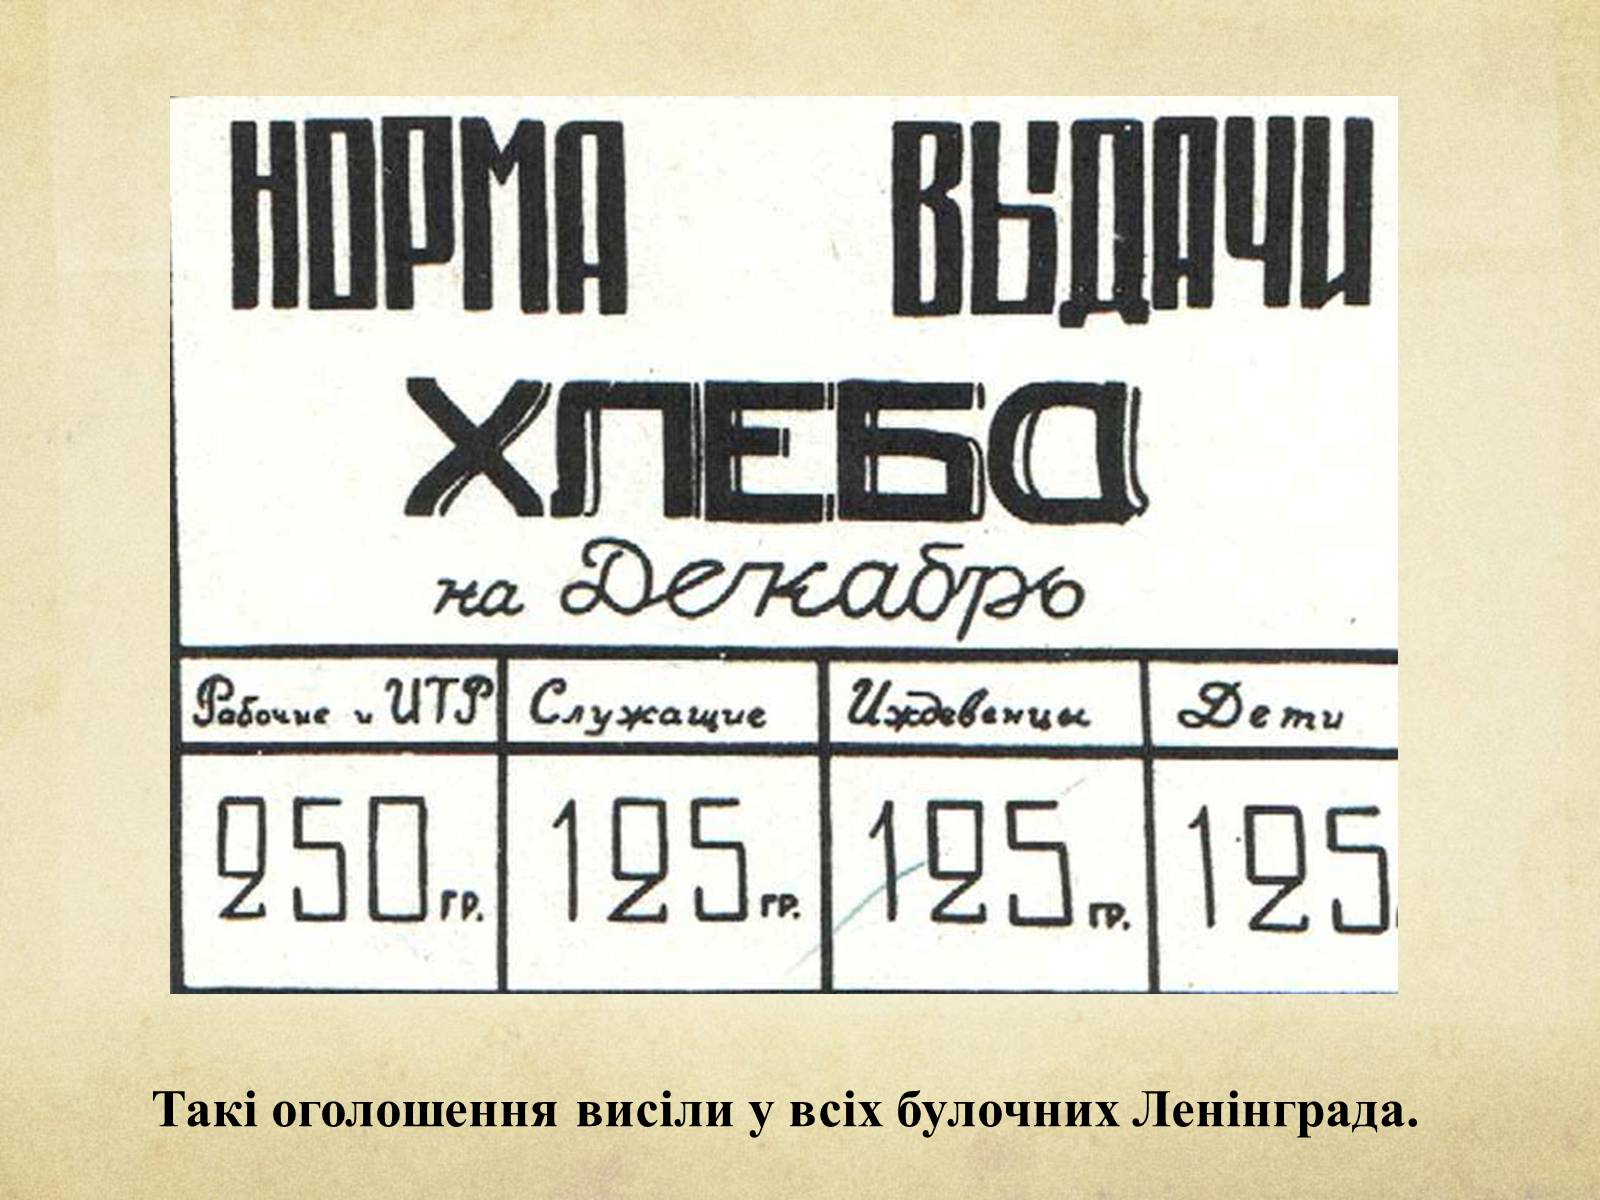 НОРМА ВЫДАЧИ
ХЛЕБА
на Декабрь
Рабочие и ИТР Служащие Иждевенцы Дети
250 гр. 125 гр. 125 гр. 125
Такі оголошення висіли у всіх булочних Ленінграда.